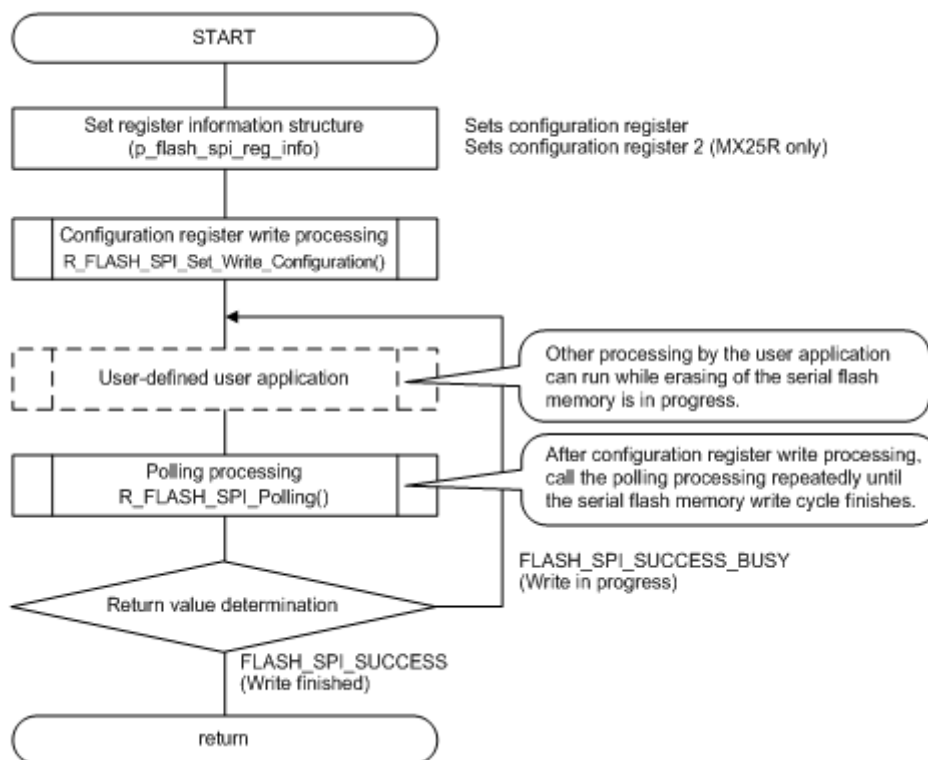 START
Set register information structure
(p_flash_spi_reg_info)
Sets configuration register
Sets configuration register 2 (MX25R only)
Configuration register write processing
R_FLASH_SPI_Set_Write_Configuration()
User-defined user application
Other processing by the user application
can run while erasing of the serial flash
memory is in progress.
Polling processing
R_FLASH_SPI_Polling()
After configuration register write processing,
call the polling processing repeatedly until
the serial flash memory write cycle finishes.
FLASH_SPI_SUCCESS_BUSY
(Write in progress)
Return value determination
FLASH_SPI_SUCCESS
(Write finished)
return